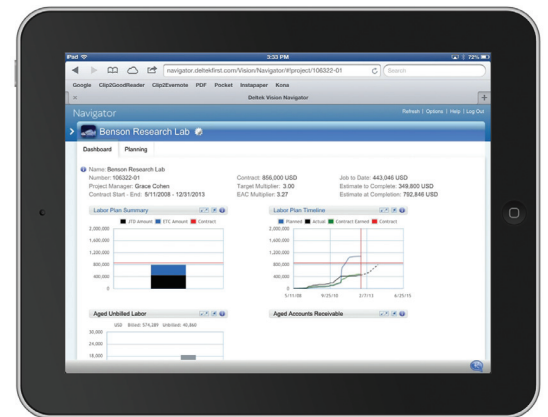 iPad 3:33 PM 72%
navigator.deltekfirst.com/Vision/Navigator/#!project/106322-01 Search
Google Clip2GoodReader Clip2Evernote PDF Pocket Instapaper Kona
× Deltek Vision Navigator +
Navigator Refresh | Options | Help | Log Out
Benson Research Lab
Dashboard Planning
Name: Benson Research Lab
Number: 106322-01 Contract: 856,000 USD Job to Date: 443,046 USD
Project Manager: Grace Cohen Target Multiplier: 3.00 Estimate to Complete: 349,800 USD
Contract Start - End: 5/11/2008 - 12/31/2013 EAC Multiplier: 3.27 Estimate at Completion: 792,846 USD
Labor Plan Summary Labor Plan Timeline
JTD Amount ETC Amount Contract Planned Actual Contract Earned Contract
2,000,000 2,000,000
1,600,000 1,600,000
1,200,000 1,200,000
800,000 800,000
400,000 400,000
0 0
5/11/08 9/25/10 2/7/13 6/25/15
Aged Unbilled Labor Aged Accounts Receivable
USD Billed: 574,289 Unbilled: 40,860
30,000
24,000
18,000